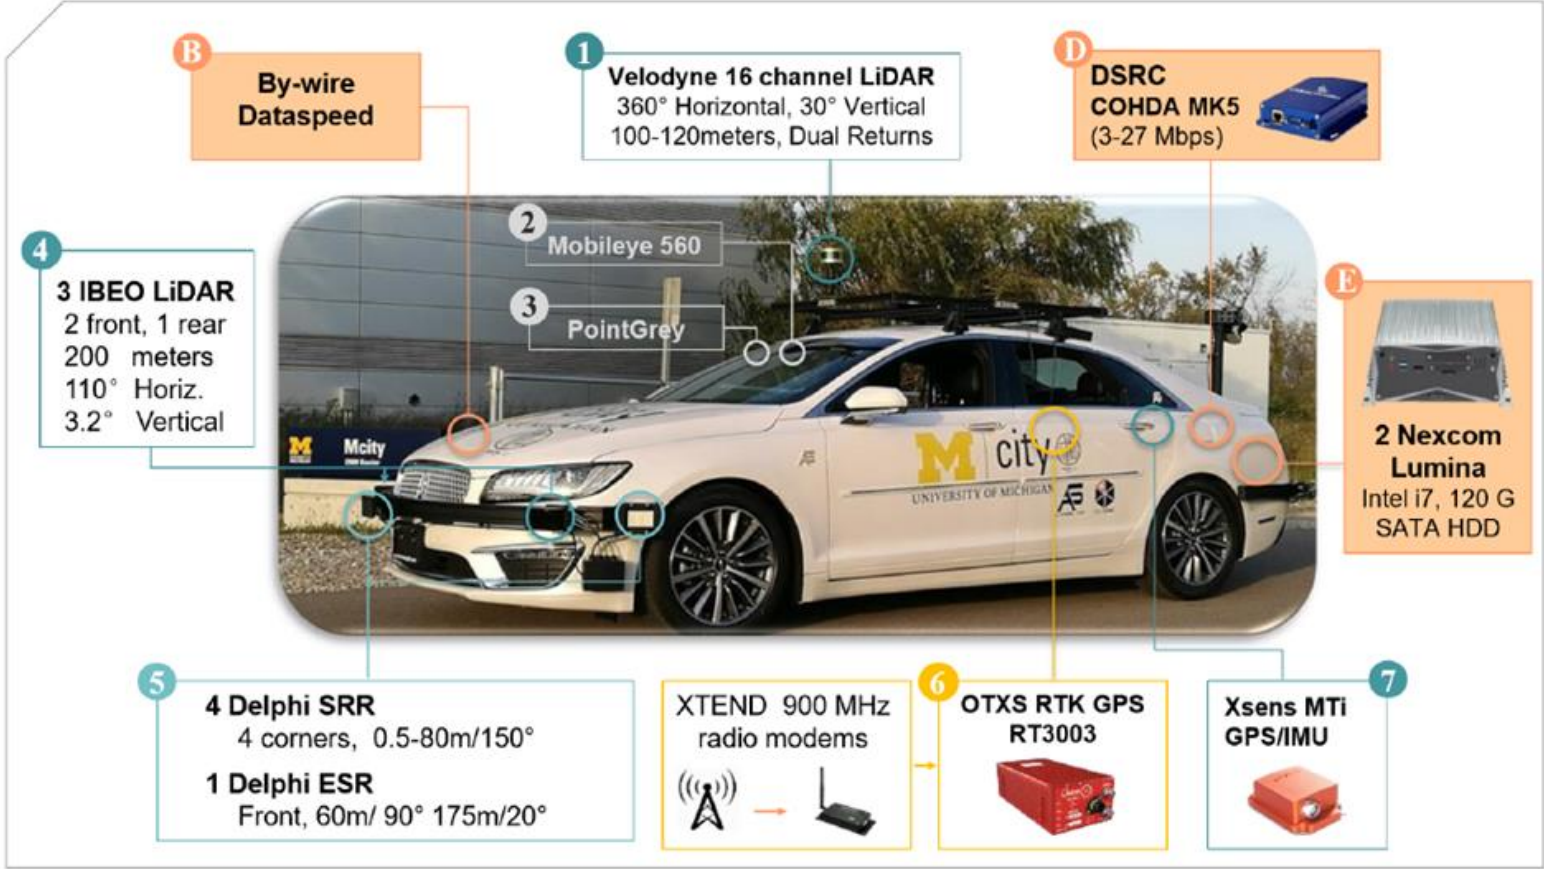 B
By-wire
Dataspeed
1
Velodyne 16 channel LiDAR
360° Horizontal, 30° Vertical
100-120meters, Dual Returns
D
DSRC
COHDA MK5
(3-27 Mbps)
2
Mobileye 560
3
PointGrey
4
3 IBEO LiDAR
2 front, 1 rear
200 meters
110° Horiz.
3.2° Vertical
E
2 Nexcom
Lumina
Intel i7, 120 G
SATA HDD
M
Mcity
M city
UNIVERSITY OF MICHIGAN
5
4 Delphi SRR
4 corners, 0.5-80m/150°
1 Delphi ESR
Front, 60m/ 90° 175m/20°
XTEND 900 MHz
radio modems
6
OTXS RTK GPS
RT3003
7
Xsens MTi
GPS/IMU